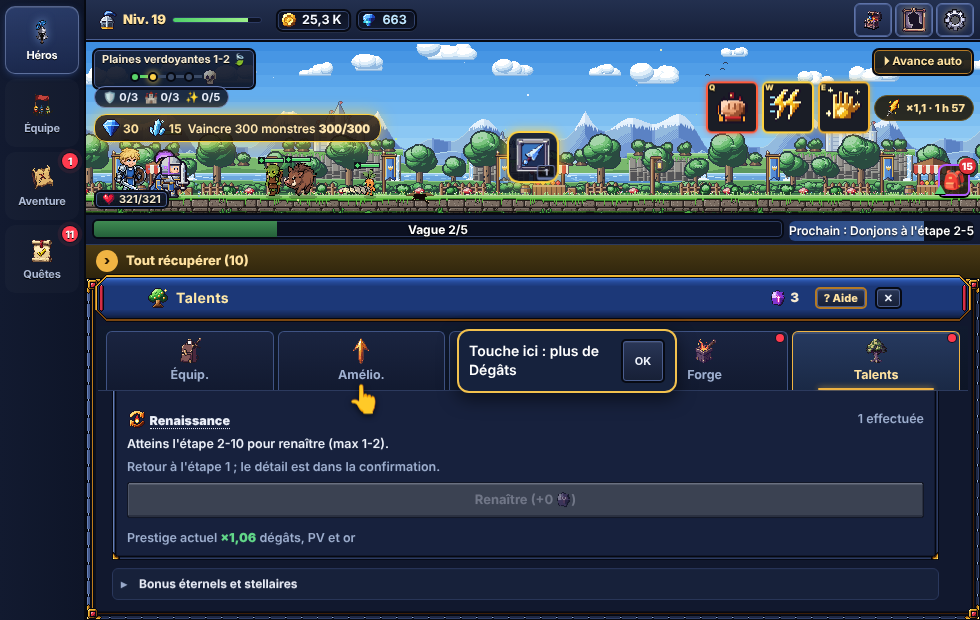 Niv. 19
25,3 K
663
Héros
Équipe
Aventure
1
Quêtes
11
Plaines verdoyantes 1-2
0/3 0/3 0/5
30 15 Vaincre 300 monstres 300/300
321/321
Avance auto
Q
W
E
×1,1 · 1 h 57
15
Vague 2/5
Prochain : Donjons à l'étape 2-5
Tout récupérer (10)
Talents
3
? Aide
×
Équip.
Amélio.
Touche ici : plus de
Dégâts
OK
Forge
Talents
Renaissance
1 effectuée
Atteins l'étape 2-10 pour renaître (max 1-2).
Retour à l'étape 1 ; le détail est dans la confirmation.
Renaître (+0 )
Prestige actuel ×1,06 dégâts, PV et or
Bonus éternels et stellaires